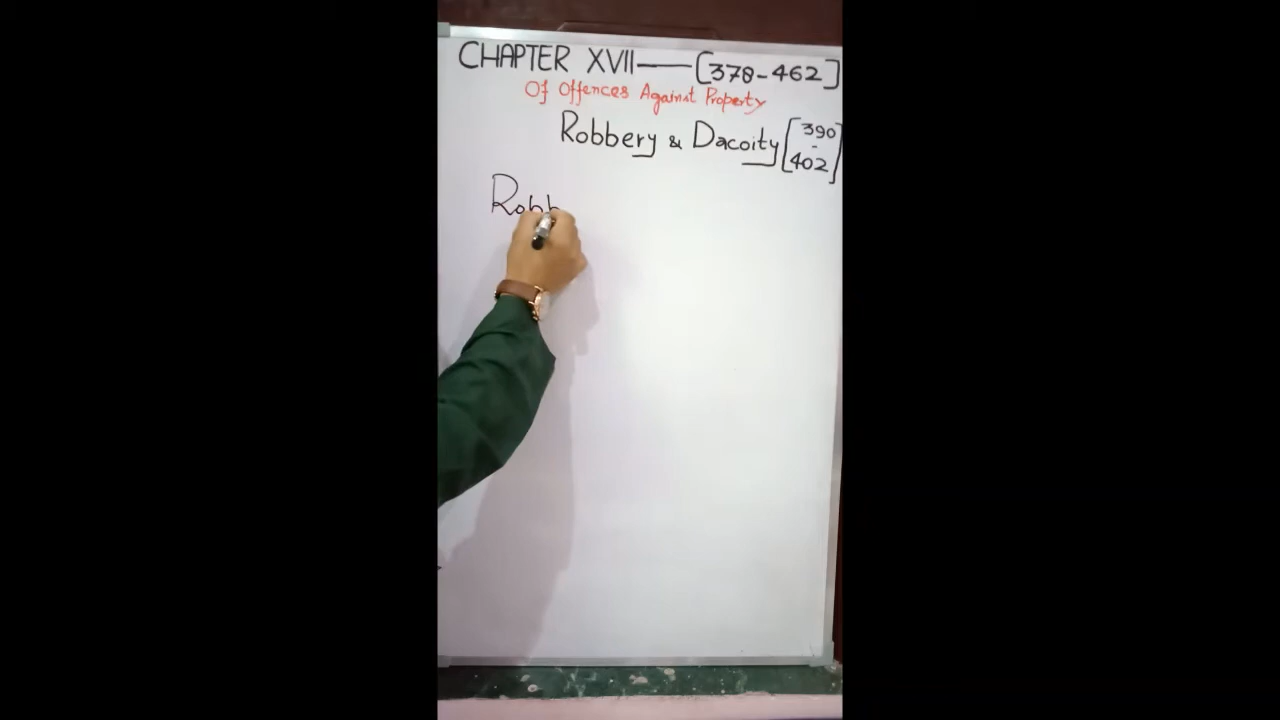 CHAPTER XVII — [378-462]
Of Offences Against Property
Robbery & Dacoity [390 - 402]
Robb